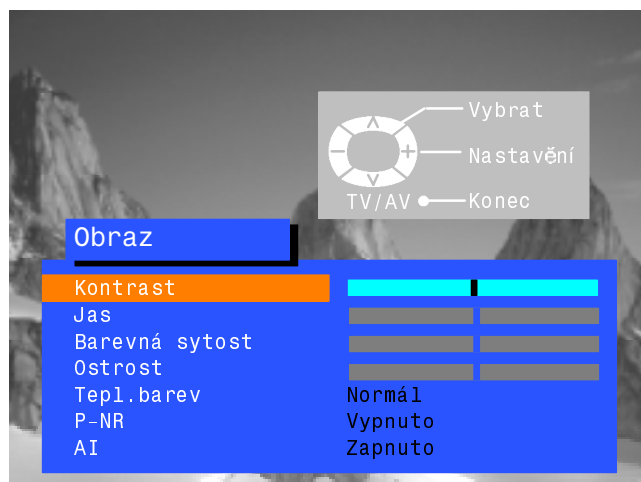 Vybrat
Nastavění
TV/AV Konec
Obraz
Kontrast
Jas
Barevná sytost
Ostrost
Tepl.barev Normál
P-NR Vypnuto
AI Zapnuto